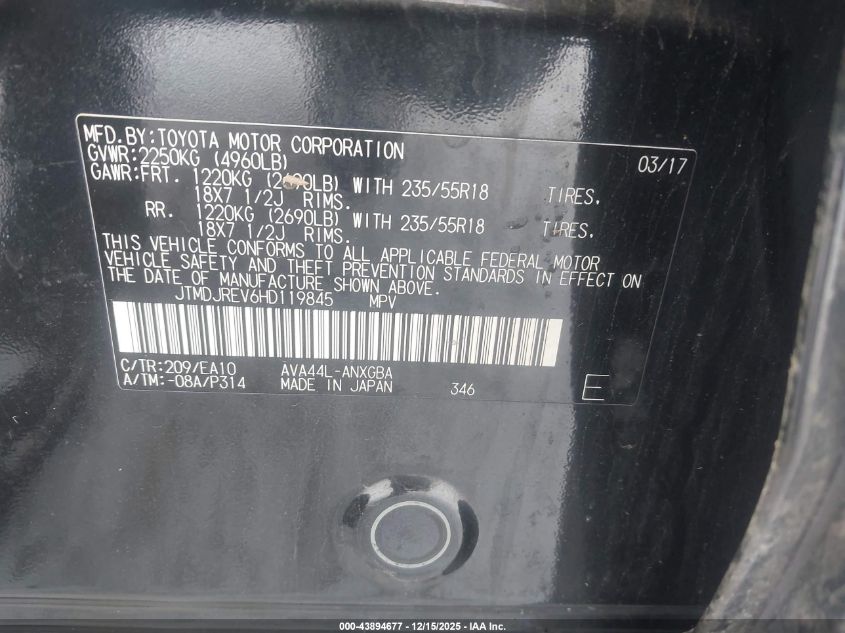 MFD.BY:TOYOTA MOTOR CORPORATION 03/17
GVWR:2250KG (4960LB)
GAWR:FRT. 1220KG (2690LB) WITH 235/55R18 TIRES.
18X7 1/2J RIMS.
RR. 1220KG (2690LB) WITH 235/55R18 TIRES.
18X7 1/2J RIMS.
THIS VEHICLE CONFORMS TO ALL APPLICABLE FEDERAL MOTOR
VEHICLE SAFETY AND THEFT PREVENTION STANDARDS IN EFFECT ON
THE DATE OF MANUFACTURE SHOWN ABOVE.
JTMDJREV6HD119845 MPV
C/TR:209/EA10 AVA44L-ANXGBA
A/TM:-08A/P314 MADE IN JAPAN 346 E
000-43894677 - 12/15/2025 - IAA Inc.